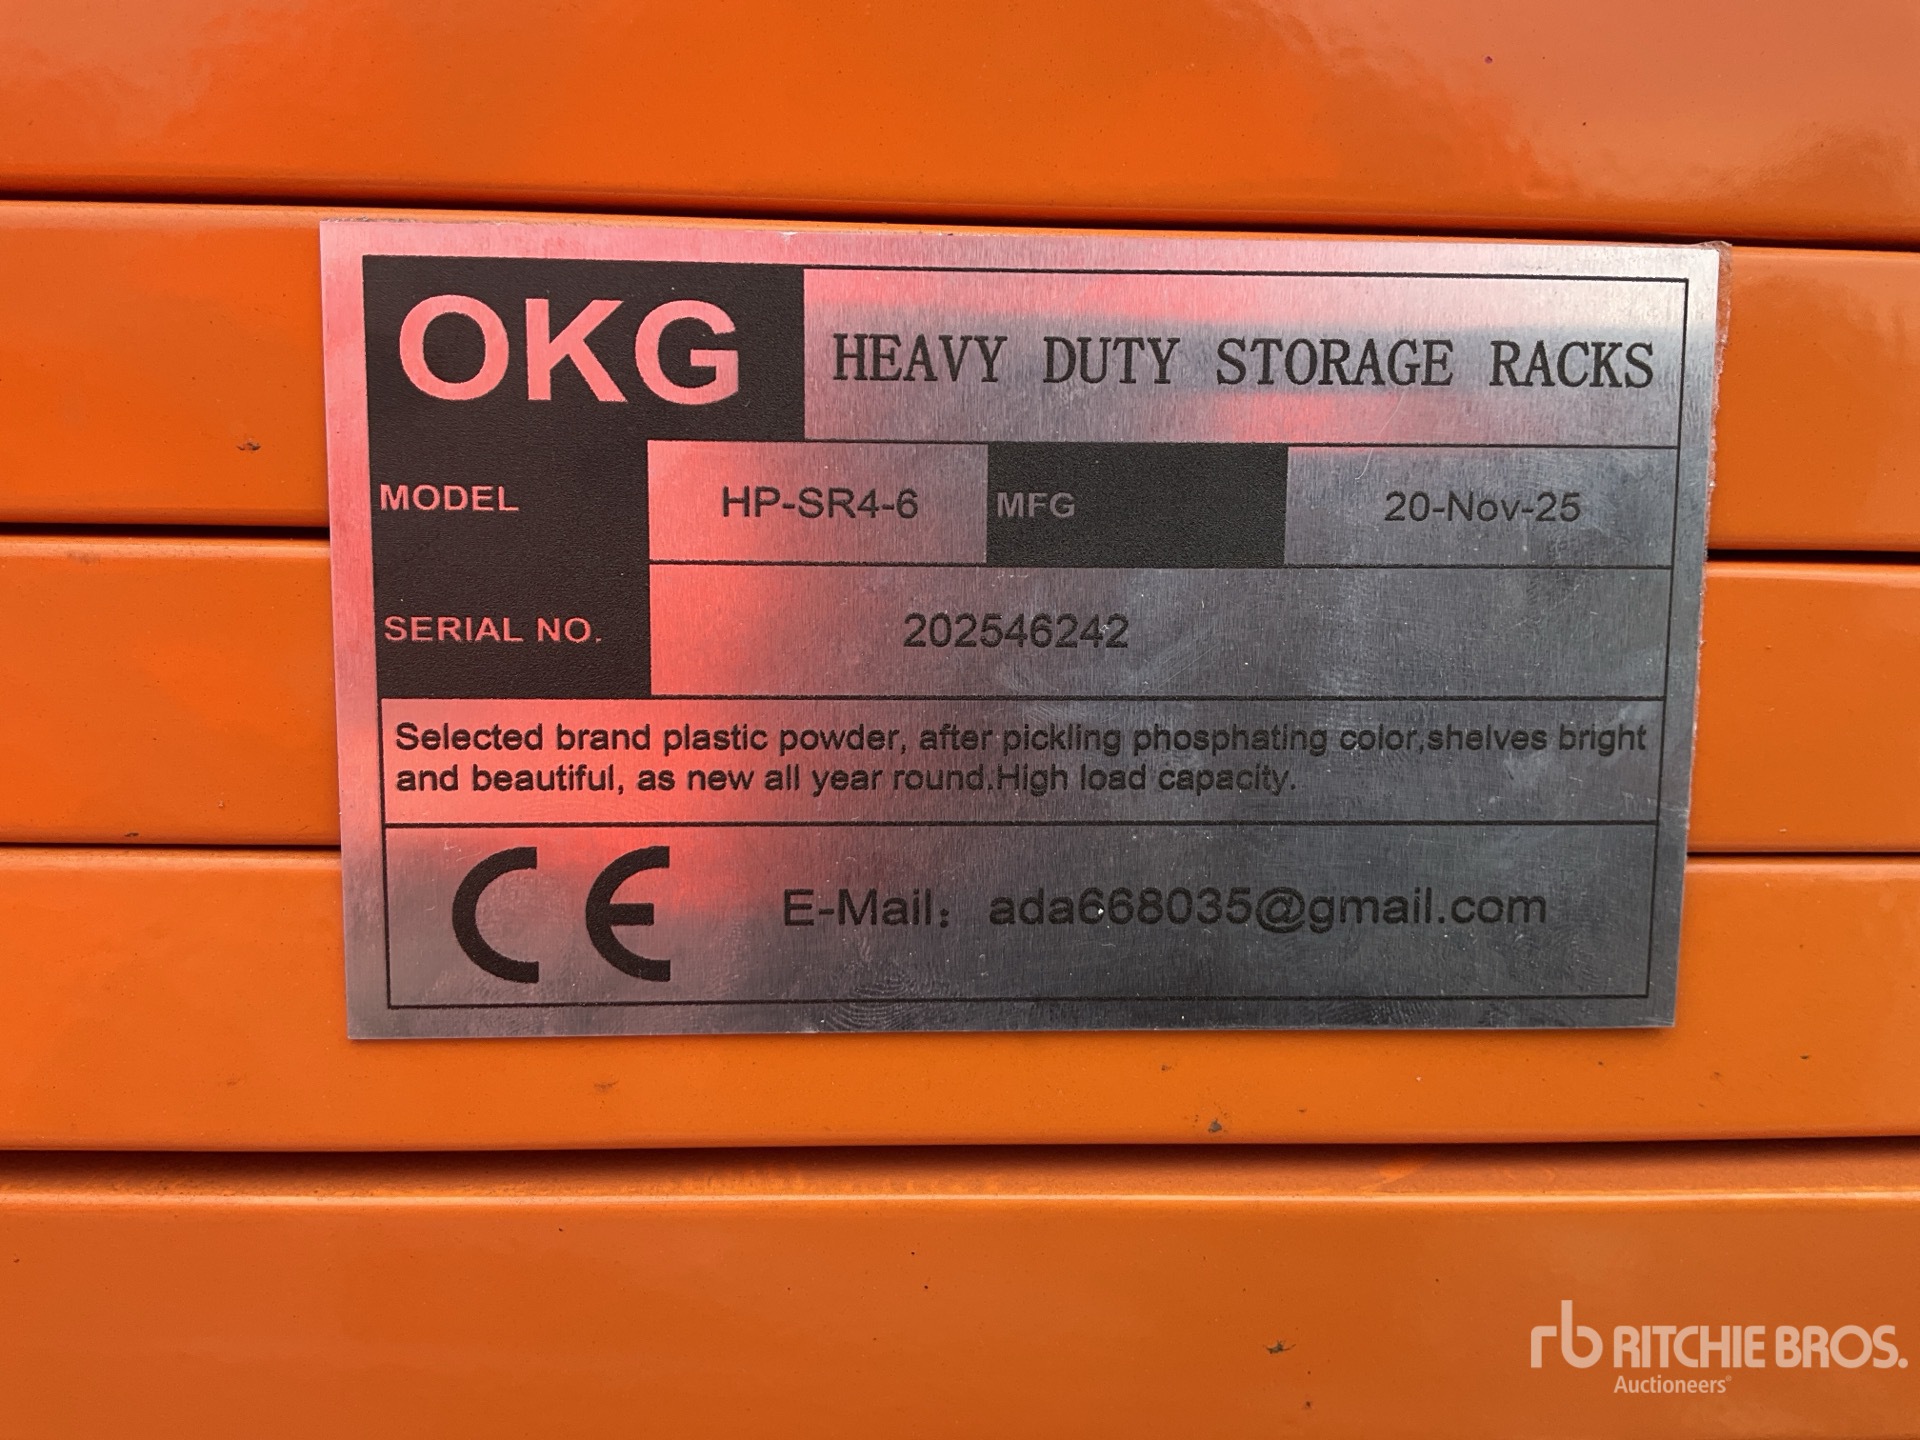 OKG HEAVY DUTY STORAGE RACKS
MODEL HP-SR4-6 MFG 20-Nov-25
SERIAL NO. 202546242
Selected brand plastic powder, after pickling phosphating color,shelves bright
and beautiful, as new all year round.High load capacity.
CE E-Mail: ada668035@gmail.com
rb RITCHIE BROS.
Auctioneers